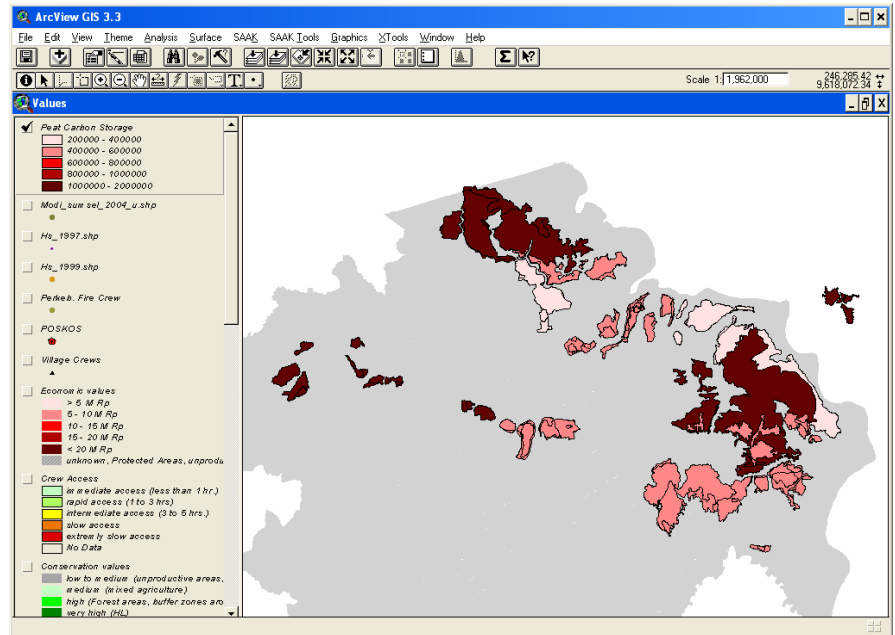 ArcView GIS 3.3
File Edit View Theme Analysis Surface SAAK SAAK Tools Graphics XTools Window Help
Scale 1: 1,962,000
246,285.42
9,618,072.34
Values
Peat Carbon Storage
200000 - 400000
400000 - 600000
600000 - 800000
800000 - 1000000
1000000 - 2000000
Modi_sumsel_2004_u.shp
Hs_1997.shp
Hs_1999.shp
Perkeb. Fire Crew
POSKOS
Village Crews
Economic values
> 5 M Rp
5 - 10 M Rp
10 - 15 M Rp
15 - 20 M Rp
< 20 M Rp
unknown, Protected Areas, unprodu
Crew Access
immediate access (less than 1 hr.)
rapid access (1 to 3 hrs)
intermediate access (3 to 5 hrs.)
slow access
extremly slow access
No Data
Conservation values
low to medium (unproductive areas,
medium (mixed agriculture)
high (Forest areas, buffer zones aro
very high (HL)